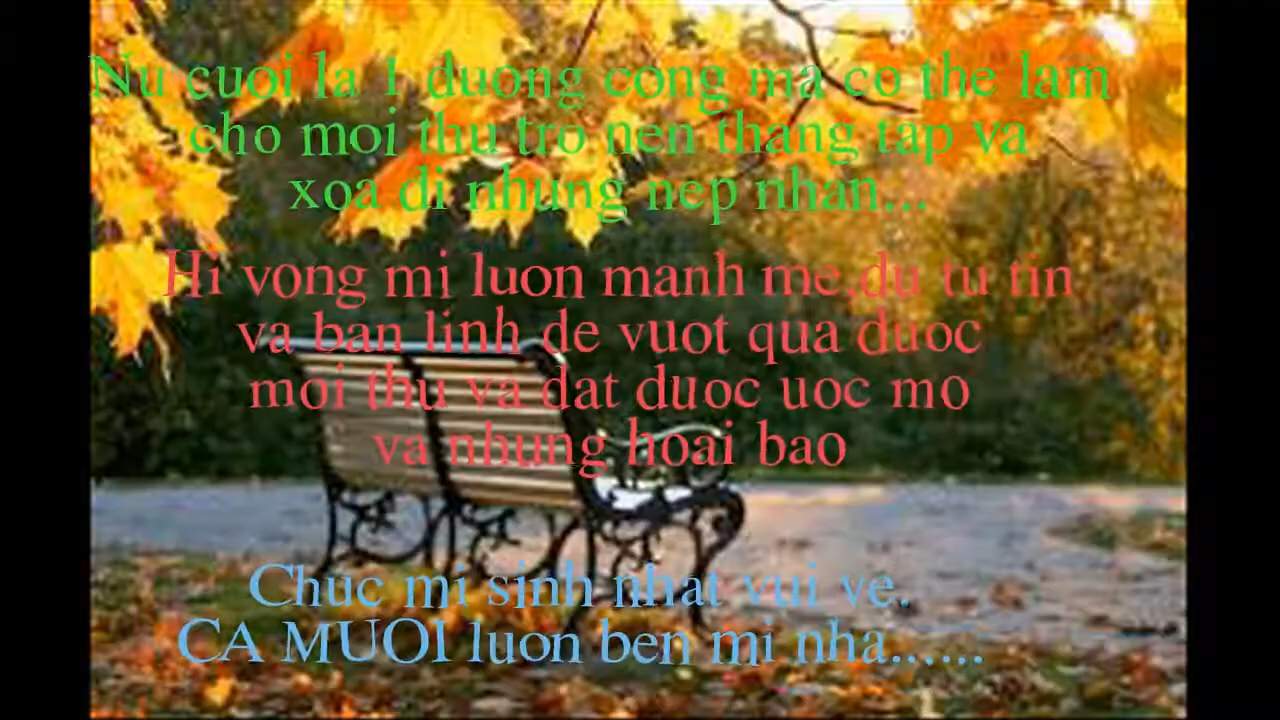 Nu cuoi la 1 duong cong ma co the lam
cho moi thu tro nen thang tap va
xoa di nhung nep nhan...
Hi vong mi luon manh me,du tu tin
va ban linh de vuot qua duoc
moi thu va dat duoc uoc mo
va nhung hoai bao
Chuc mi sinh nhat vui ve.
CA MUOI luon ben mi nha......